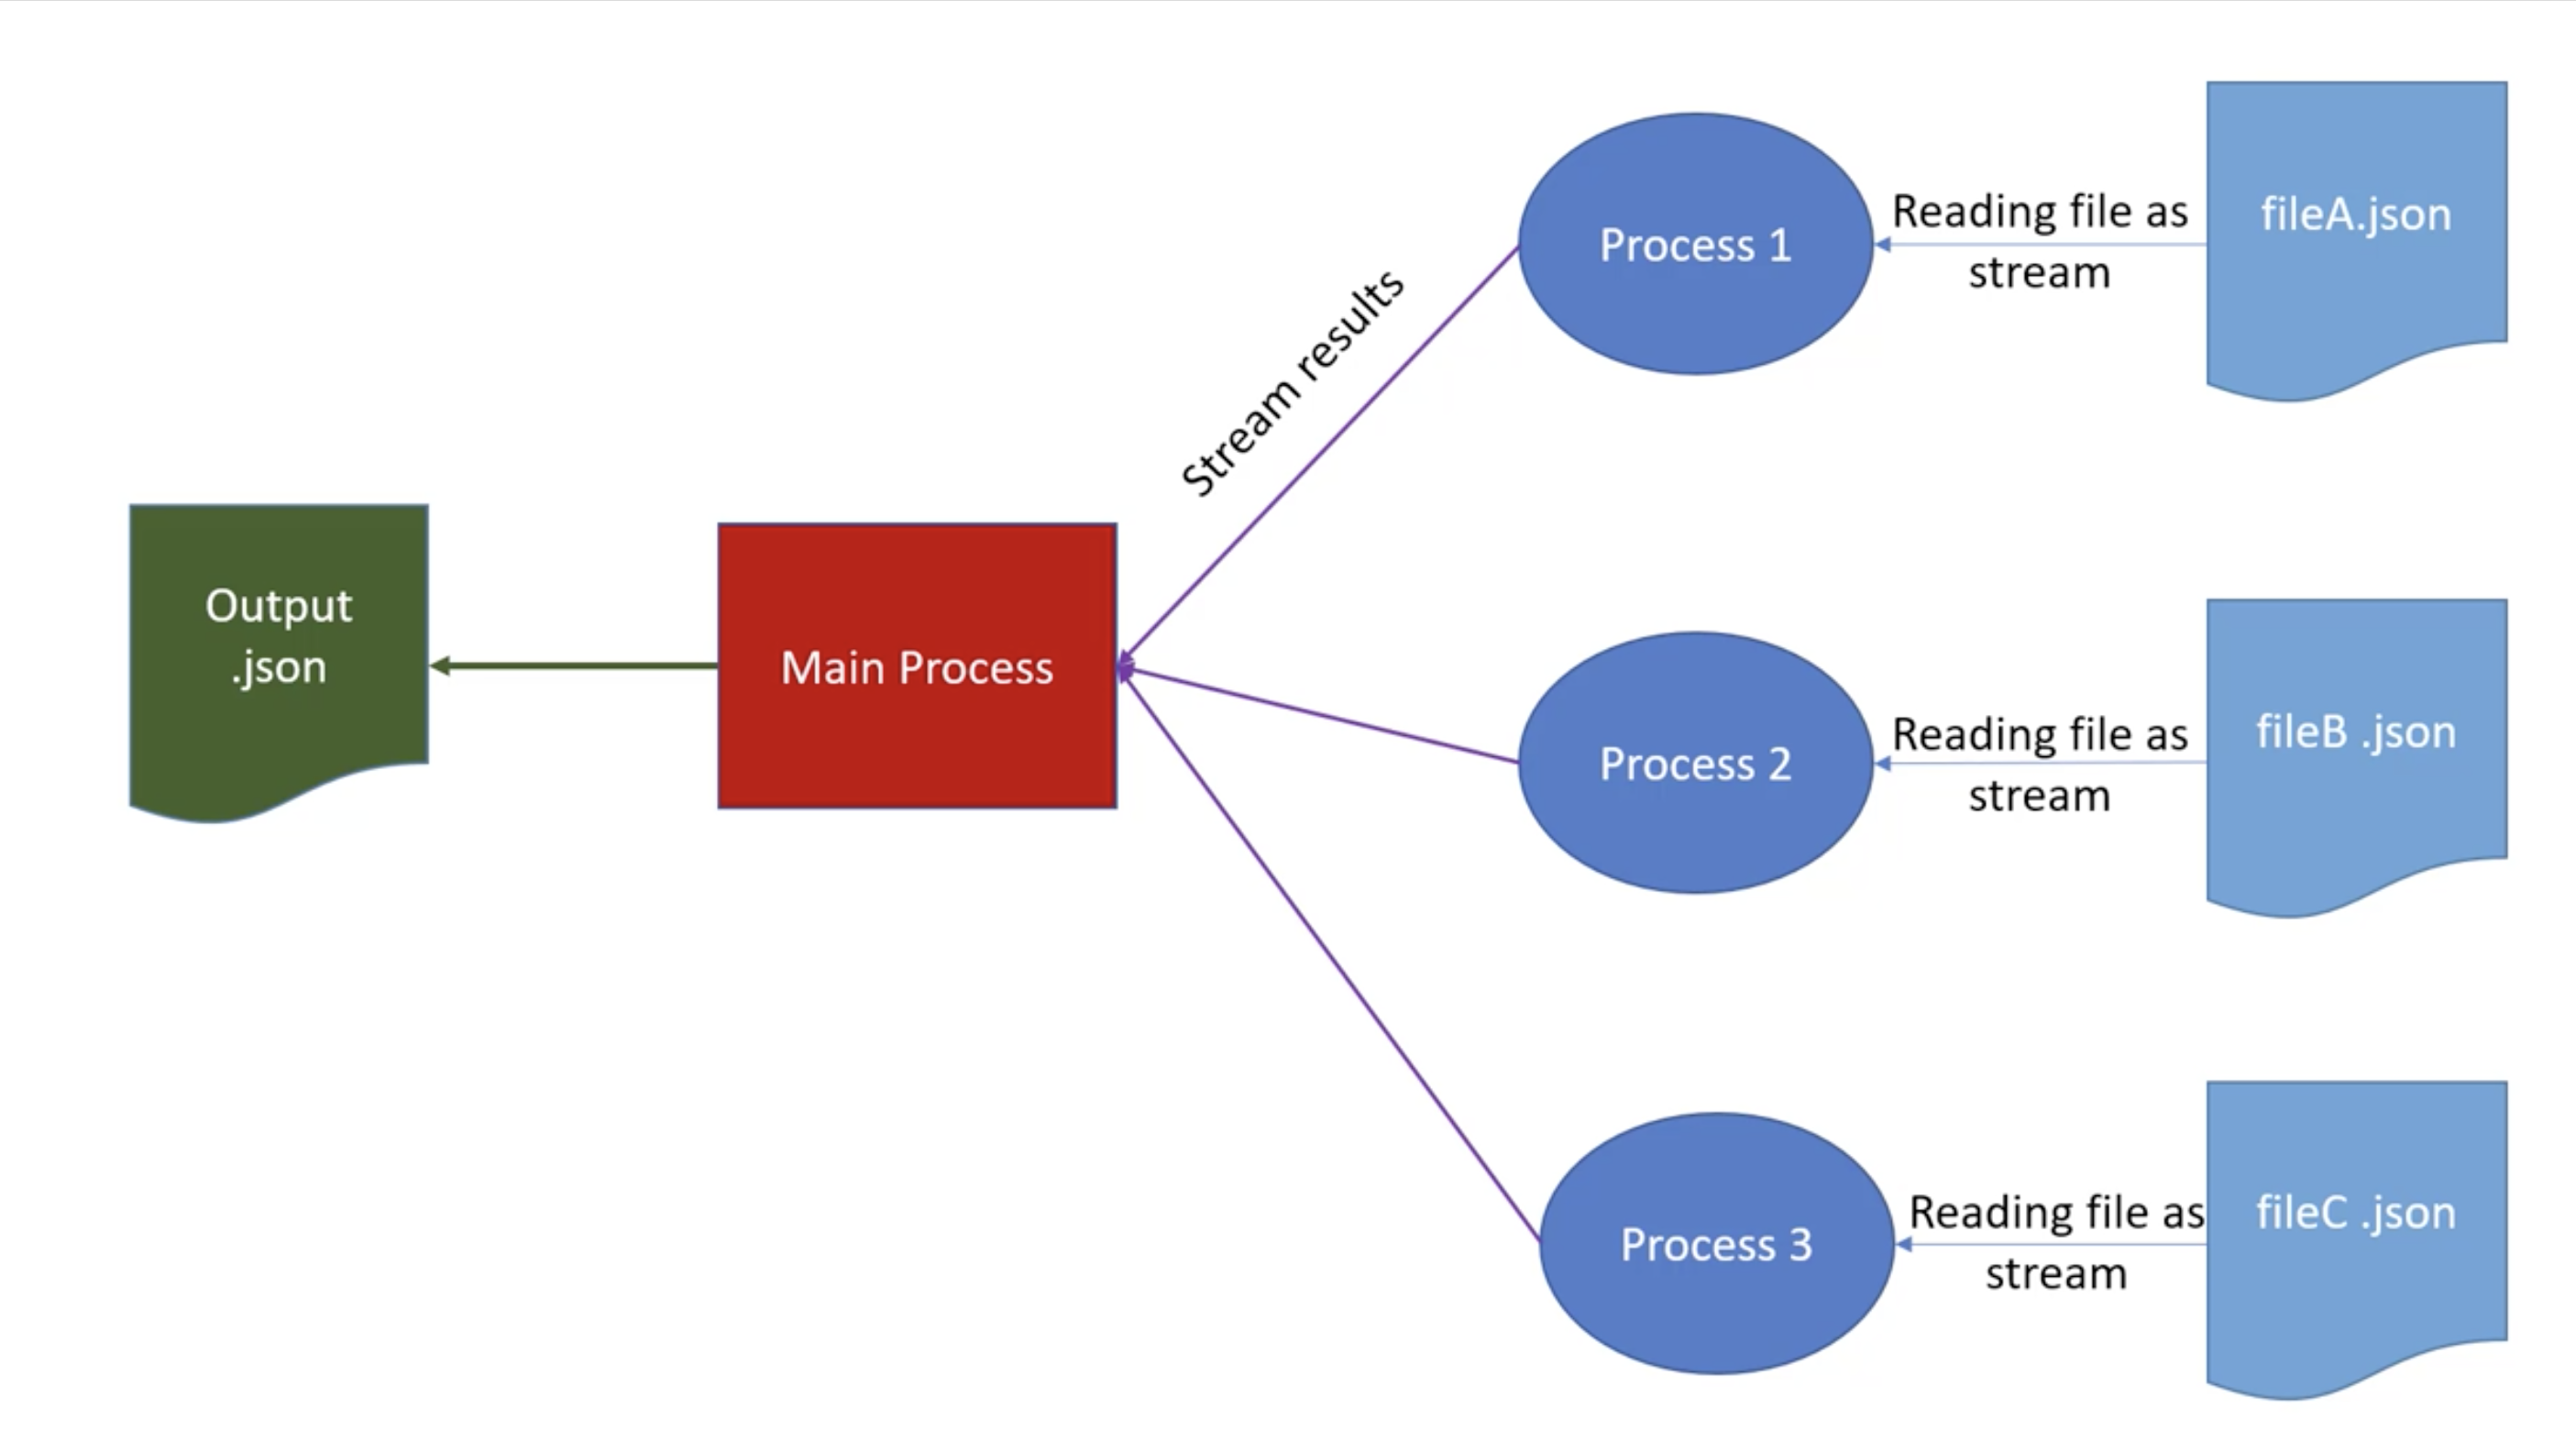 Process 1
Reading file as
stream
fileA.json
Stream results
Output
.json
Main Process
Process 2
Reading file as
stream
fileB .json
Process 3
Reading file as
stream
fileC .json